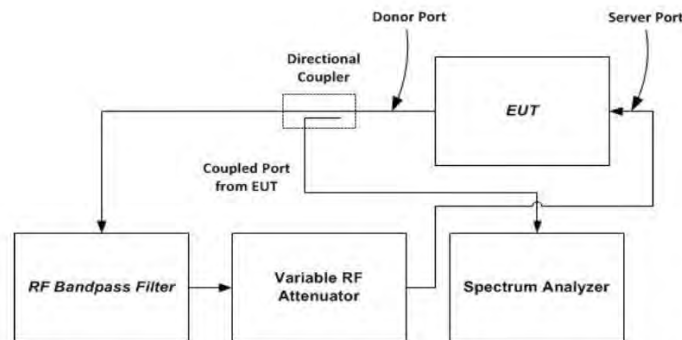 Donor Port
Server Port
Directional
Coupler
EUT
Coupled Port
from EUT
RF Bandpass Filter
Variable RF
Attenuator
Spectrum Analyzer